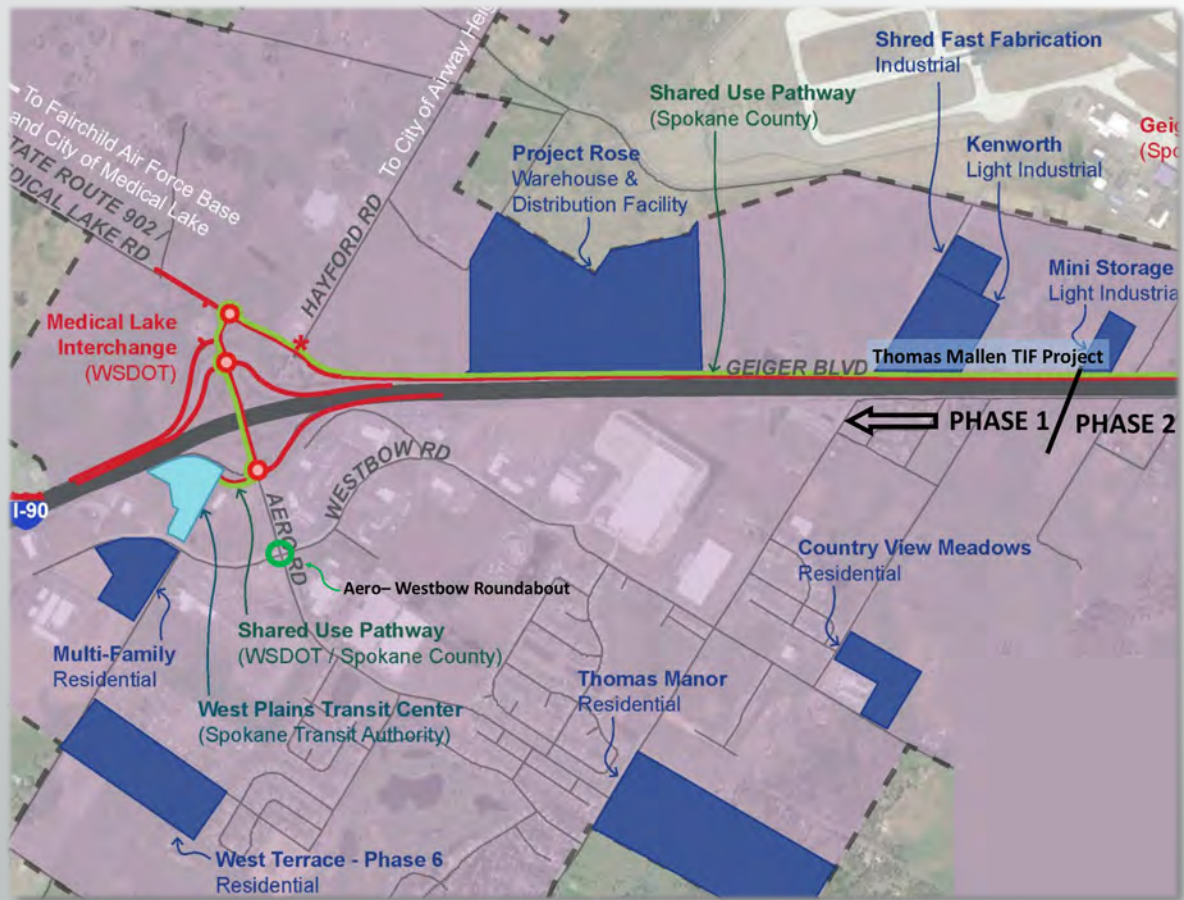 To Fairchild Air Force Base
and City of Medical Lake
STATE ROUTE 902 /
MEDICAL LAKE RD
HAYFORD RD
To City of Airway Heig
Shred Fast Fabrication
Industrial
Shared Use Pathway
(Spokane County)
Kenworth
Light Industrial
Geig
(Spo
Project Rose
Warehouse &
Distribution Facility
Mini Storage
Light Industria
Medical Lake
Interchange
(WSDOT)
GEIGER BLVD
Thomas Mallen TIF Project
PHASE 1
PHASE 2
I-90
WESTBOW RD
AERO RD
Aero– Westbow Roundabout
Country View Meadows
Residential
Shared Use Pathway
(WSDOT / Spokane County)
Multi-Family
Residential
Thomas Manor
Residential
West Plains Transit Center
(Spokane Transit Authority)
West Terrace - Phase 6
Residential